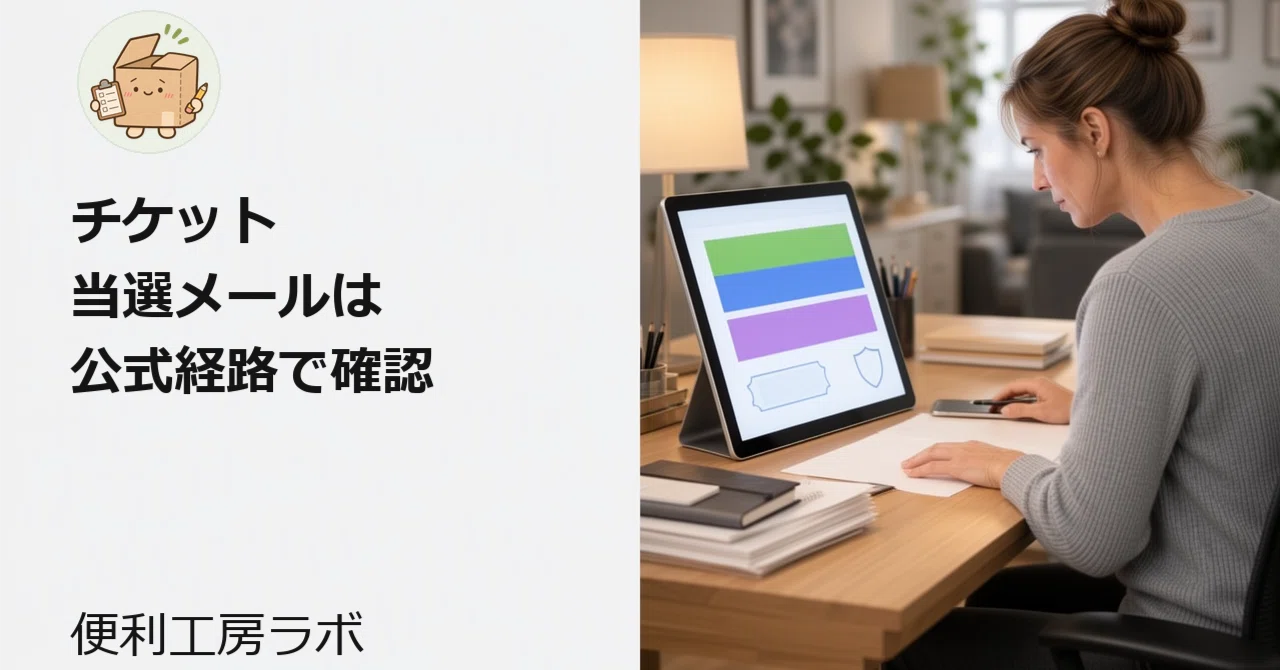 チケット
当選メールは
公式経路で確認
便利工房ラボ